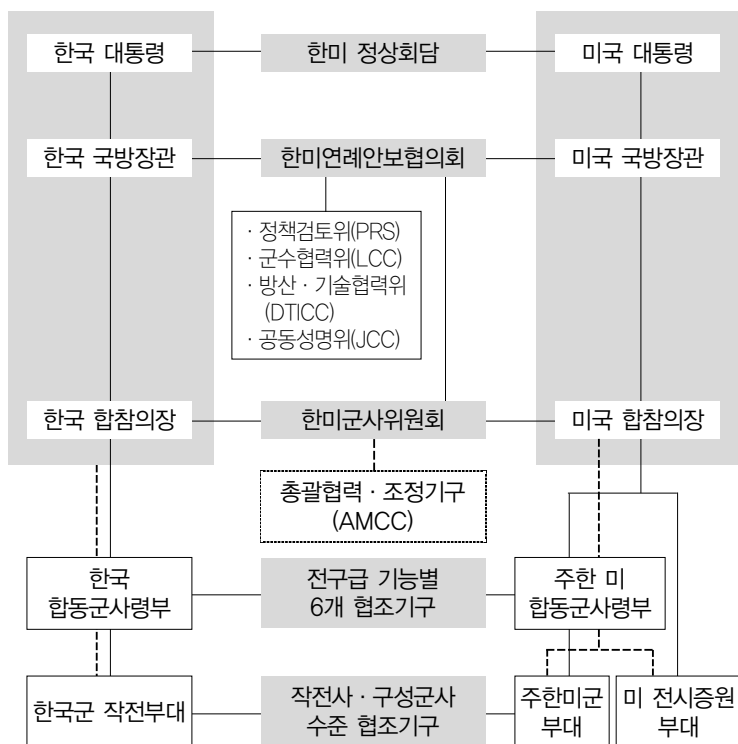 한국 대통령
한미 정상회담
미국 대통령
한국 국방장관
한미연례안보협의회
미국 국방장관
· 정책검토위(PRS)
· 군수협력위(LCC)
· 방산 · 기술협력위
(DTICC)
· 공동성명위(JCC)
한국 합참의장
한미군사위원회
미국 합참의장
총괄협력 · 조정기구
(AMCC)
한국
합동군사령부
전구급 기능별
6개 협조기구
주한 미
합동군사령부
한국군 작전부대
작전사 · 구성군사
수준 협조기구
주한미군
부대
미 전시증원
부대